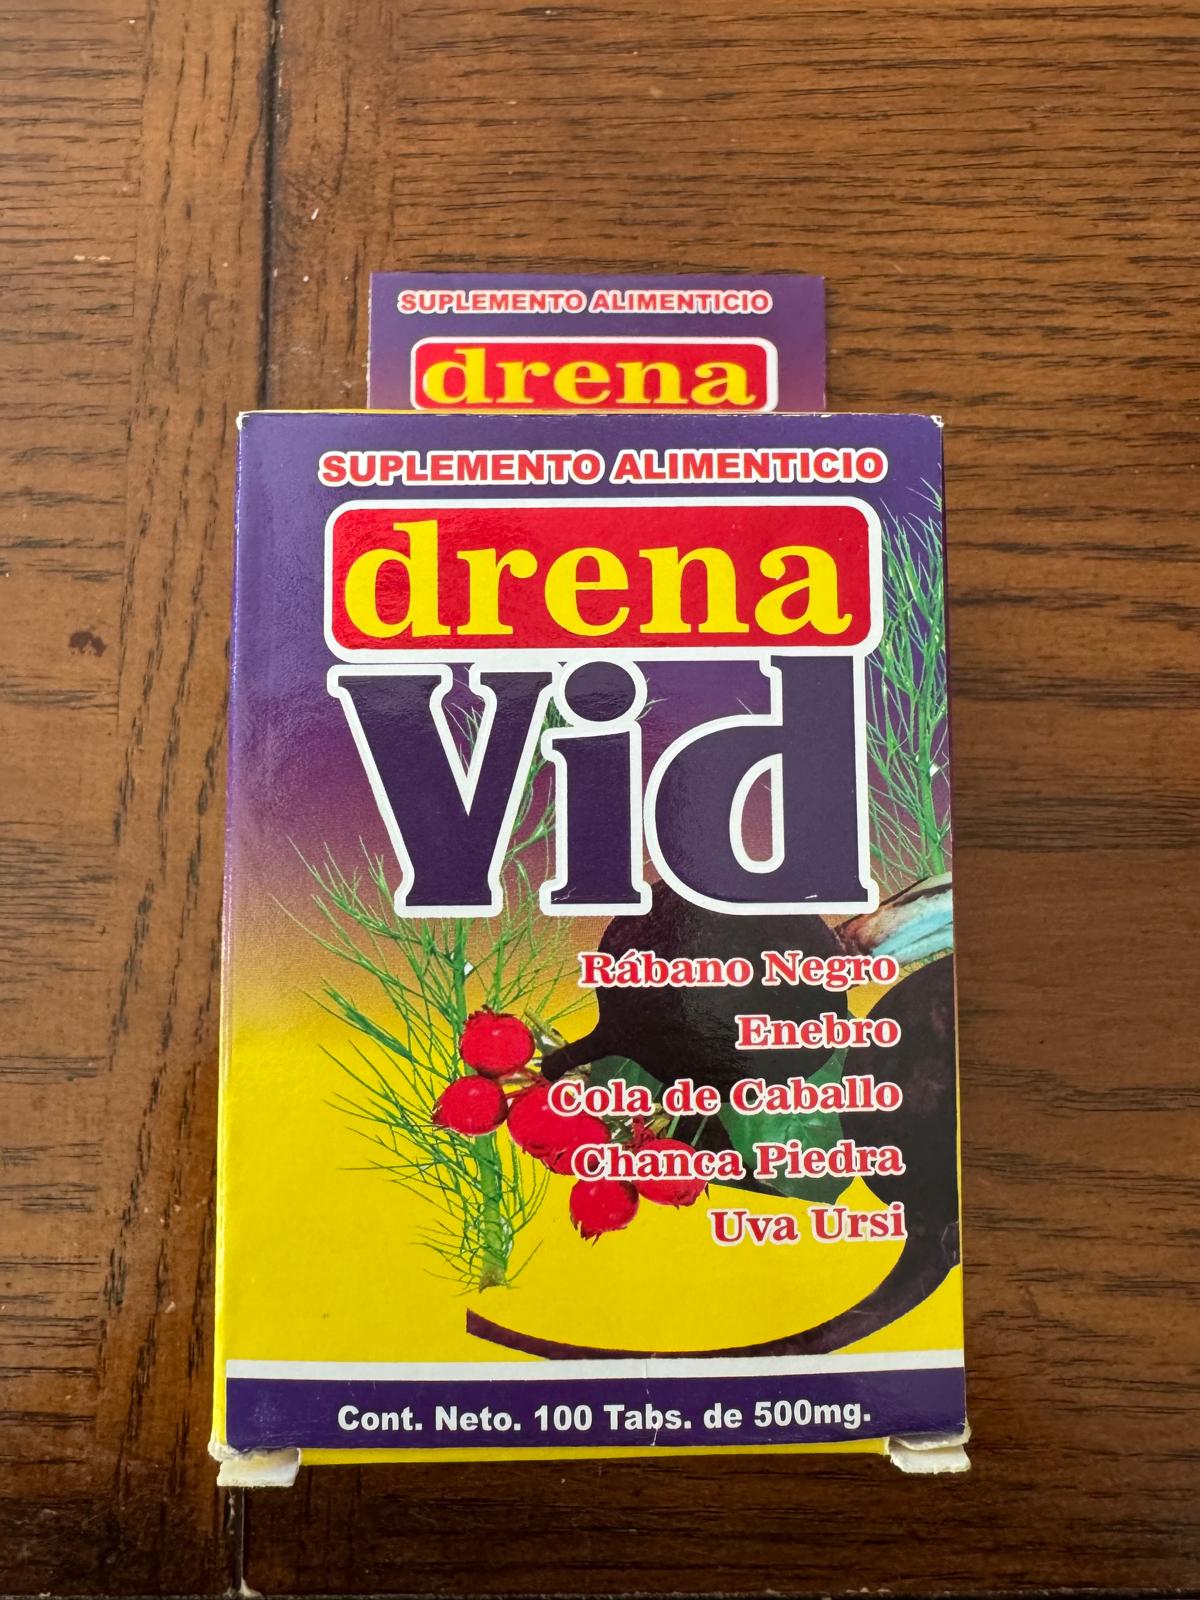 SUPLEMENTO ALIMENTICIO
drena
SUPLEMENTO ALIMENTICIO
drena
Vid
Rábano Negro
Enebro
Cola de Caballo
Chanca Piedra
Uva Ursi
Cont. Neto. 100 Tabs. de 500mg.